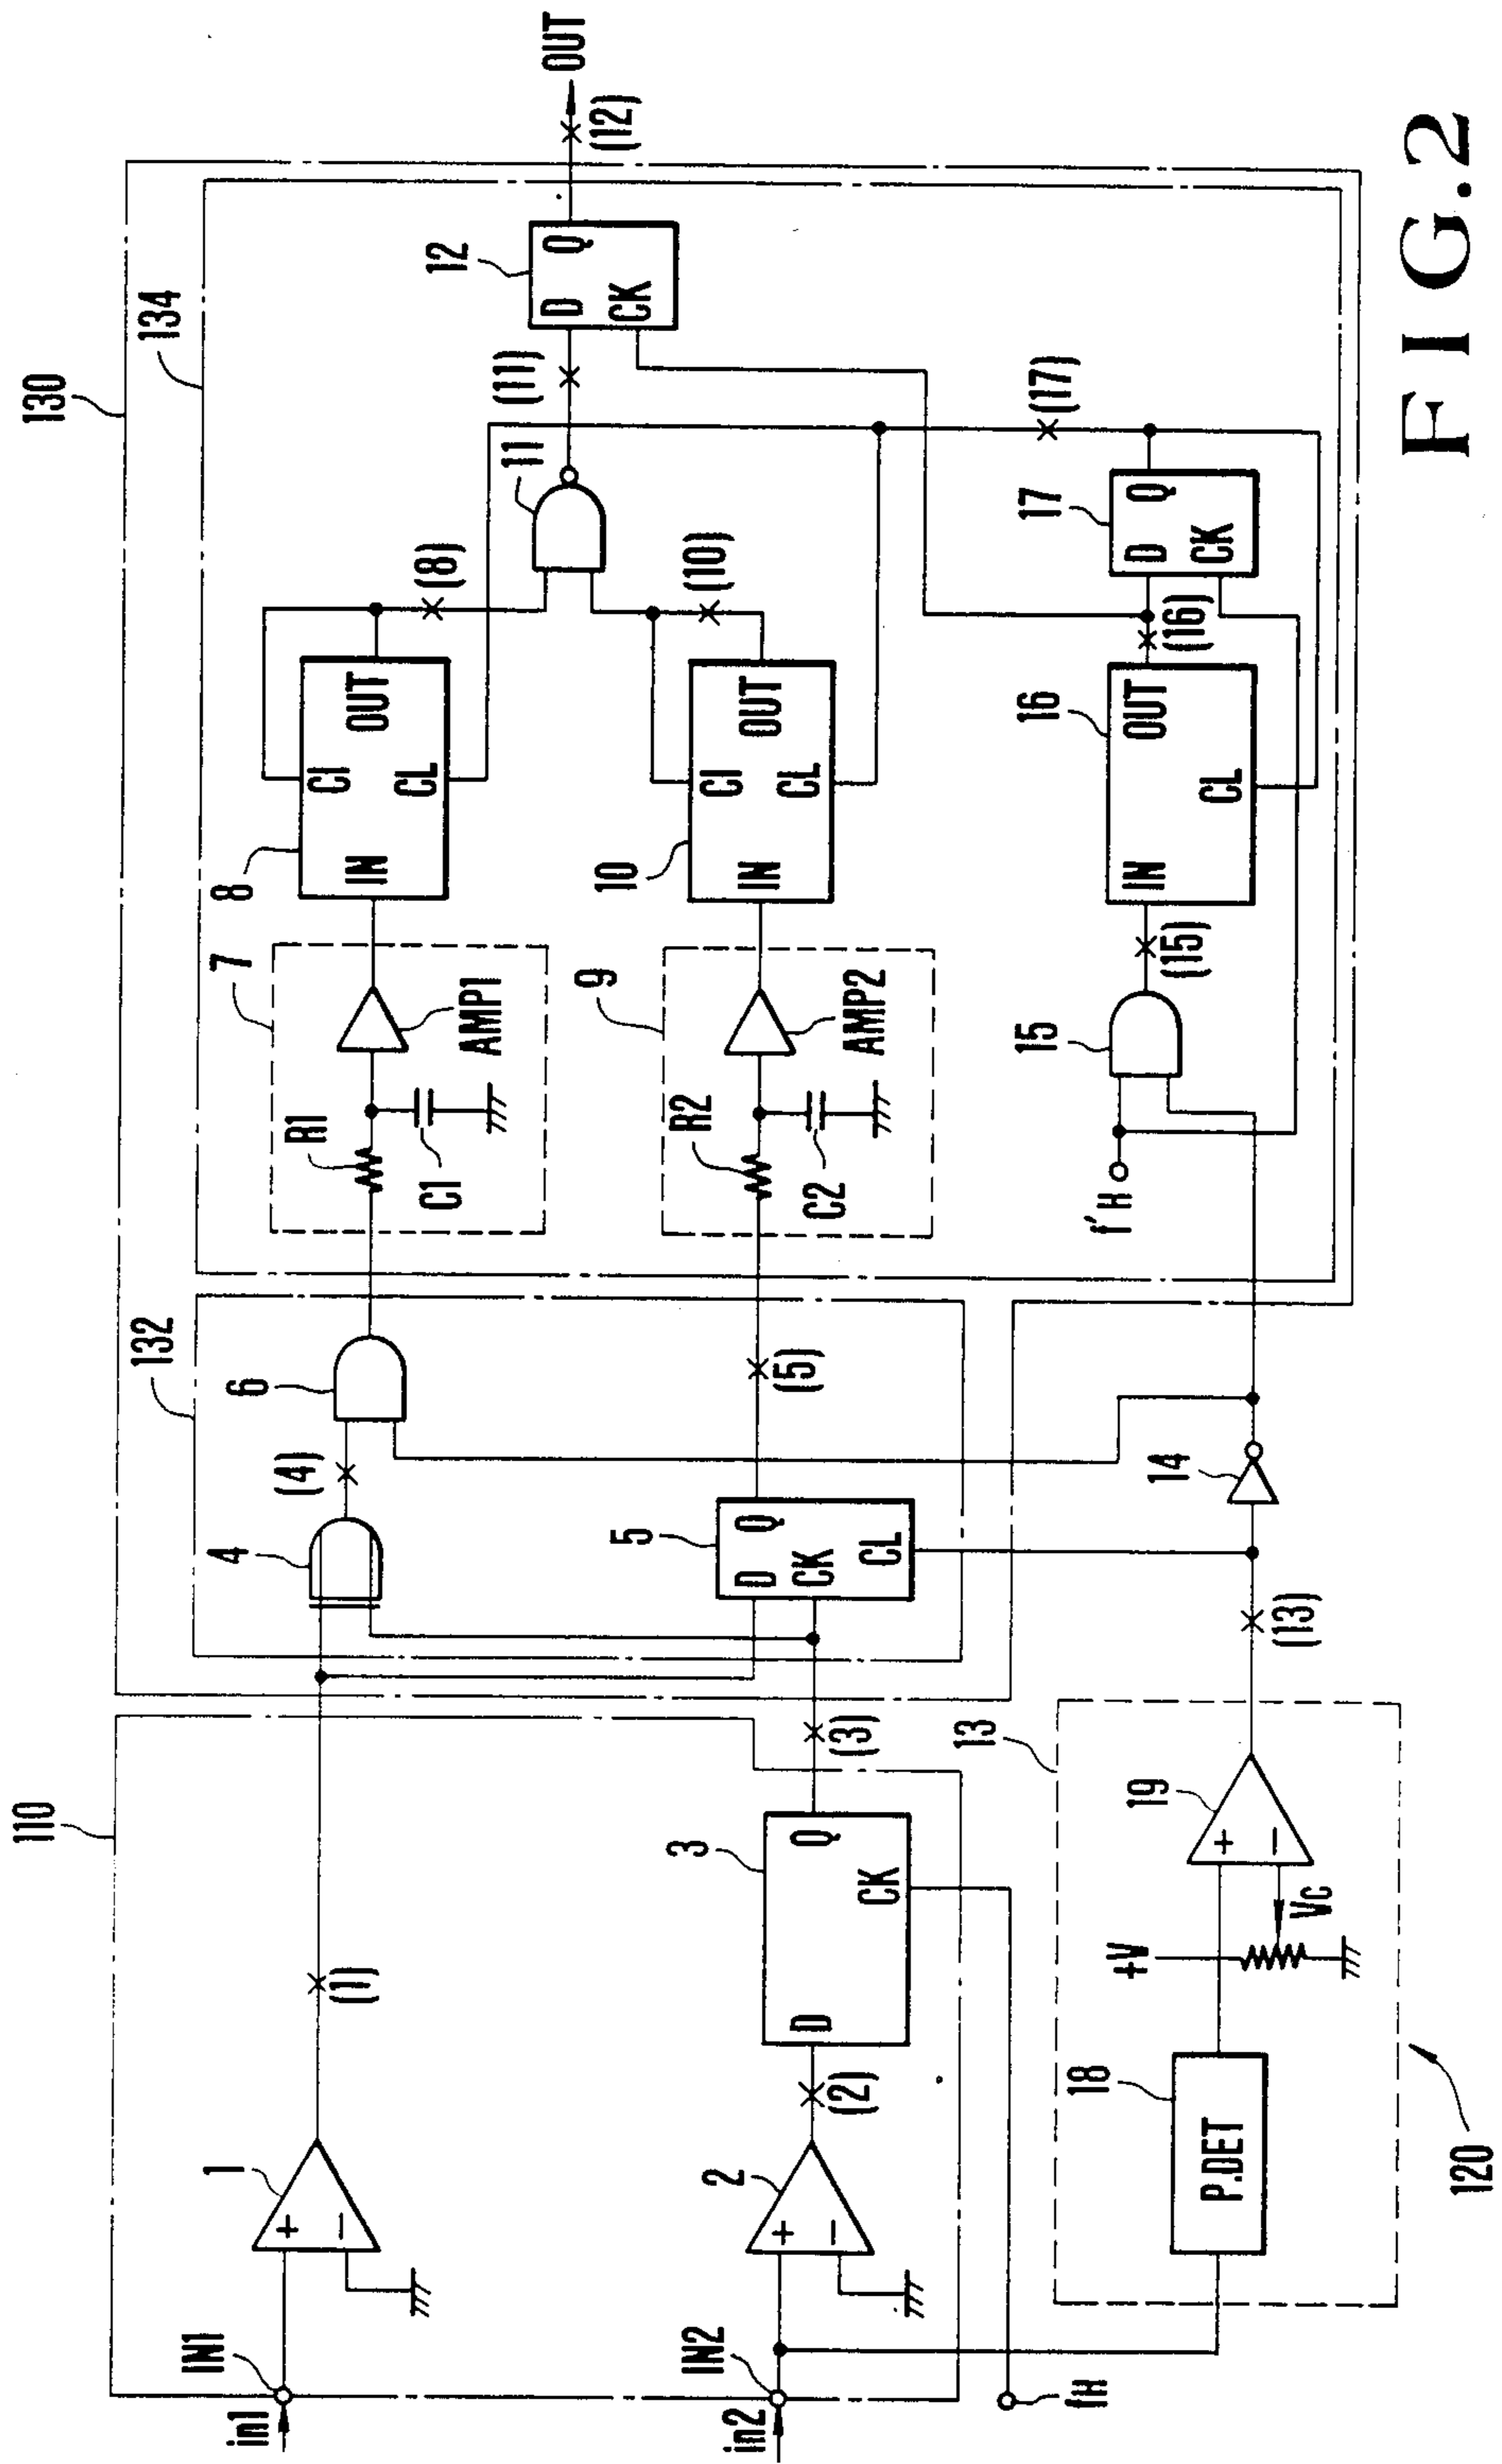 130
134
132
110
in1
IN1
1
+
−
(1)
4
(4)
6
7
R1
C1
AMP1
8
IN
CI
OUT
CL
(8)
11
(11)
12
D
Q
CK
(12)
OUT
in2
IN2
2
+
−
(2)
3
D
Q
CK
(3)
5
D
Q
CK
CL
(5)
9
R2
C2
AMP2
10
IN
CI
OUT
CL
(10)
fH
120
13
18
P.DET
+V
Vc
19
+
−
(13)
14
f'H
15
(15)
16
IN
OUT
CL
(16)
17
D
Q
CK
(17)
FIG.2